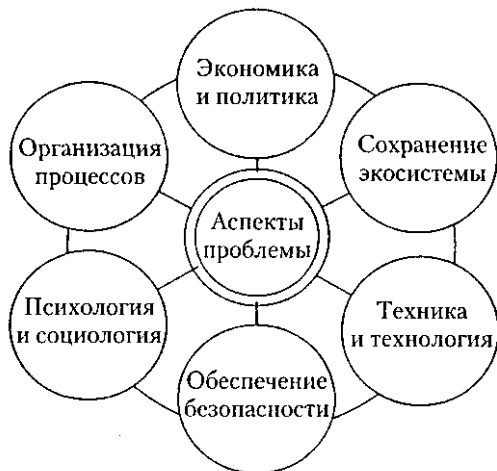 Экономика
и политика
Организация
процессов
Сохранение
экосистемы
Аспекты
проблемы
Психология
и социология
Техника
и технология
Обеспечение
безопасности